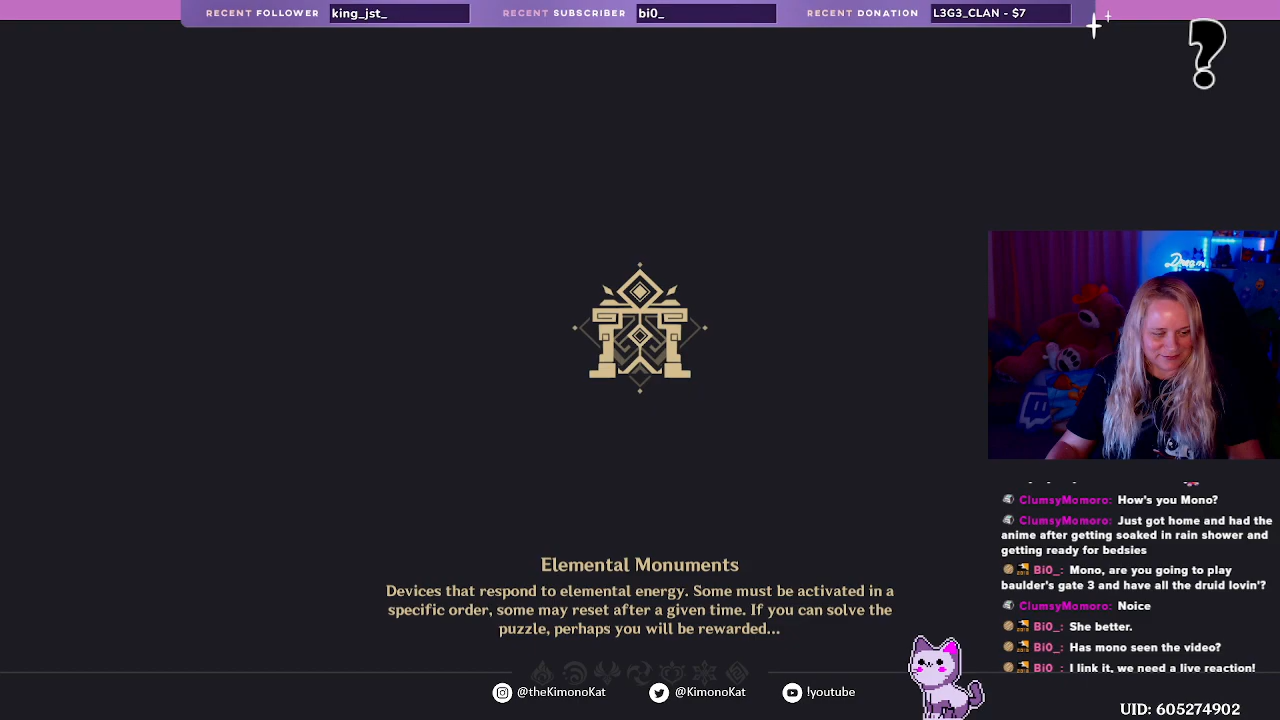 RECENT FOLLOWER king_jst_ RECENT SUBSCRIBER bi0_ RECENT DONATION L3G3_CLAN - $7
Dream
ClumsyMomoro: How's you Mono?
ClumsyMomoro: Just got home and had the
anime after getting soaked in rain shower and
getting ready for bedsies
Bi0_: Mono, are you going to play
baulder's gate 3 and have all the druid lovin'?
ClumsyMomoro: Noice
Bi0_: She better.
Bi0_: Has mono seen the video?
Bi0_: I link it, we need a live reaction!
Elemental Monuments
Devices that respond to elemental energy. Some must be activated in a
specific order, some may reset after a given time. If you can solve the
puzzle, perhaps you will be rewarded...
@theKimonoKat @KimonoKat !youtube
UID: 605274902